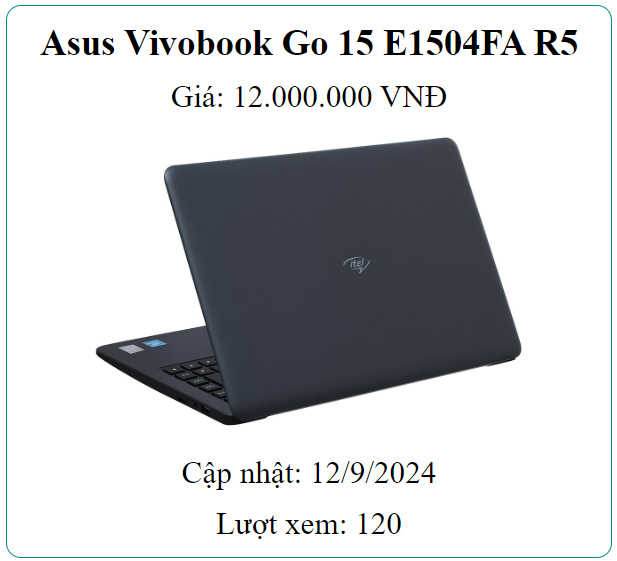 Asus Vivobook Go 15 E1504FA R5
Giá: 12.000.000 VNĐ
itel
Cập nhật: 12/9/2024
Lượt xem: 120